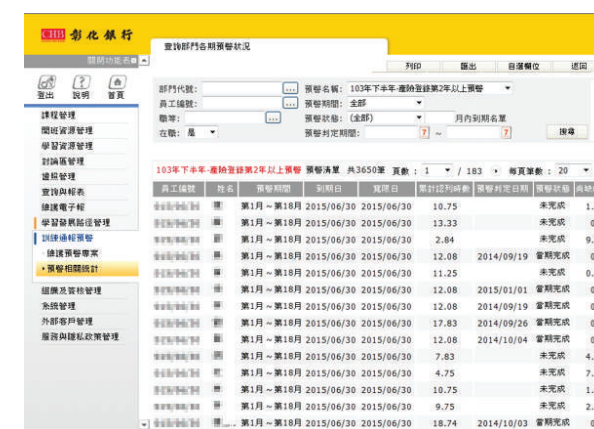 CHB 彰化銀行
查詢部門各期預警狀況
關閉功能表
列印 匯出 自選欄位 返回
登出 說明 首頁
部門代號: ... 預警名稱: 103年下半年-產險登錄第2年以上預警
員工編號: ... 預警期間: 全部
職等: ... 預警狀態: (全部) 月內到期名單
在職: 是 預警判定期間: ? ~ ? 搜尋
課程管理
開班資源管理
學習資源管理
討論區管理
證照管理
查詢與報表
維護電子報
學習發展路徑管理
訓練通報預警
維護預警專案
•預警相關統計
組織及簽核管理
系統管理
外部客戶管理
服務與隱私政策管理
103年下半年-產險登錄第2年以上預警 預警清單 共3650筆 頁數: 1 / 183 每頁筆數: 20
員工編號 姓名 預警期間 到期日 寬限日 累計認列時數 預警判定日期 預警狀態
第1月~第18月 2015/06/30 2015/06/30 10.75 未完成 1.
第1月~第18月 2015/06/30 2015/06/30 13.33 未完成 0
第1月~第18月 2015/06/30 2015/06/30 2.84 未完成 9.
第1月~第18月 2015/06/30 2015/06/30 12.08 2014/09/19 當期完成 0
第1月~第18月 2015/06/30 2015/06/30 11.25 未完成 0.
第1月~第18月 2015/06/30 2015/06/30 12.08 2015/01/01 當期完成 0
第1月~第18月 2015/06/30 2015/06/30 12.08 2014/09/19 當期完成 0
第1月~第18月 2015/06/30 2015/06/30 17.83 2014/09/26 當期完成 0
第1月~第18月 2015/06/30 2015/06/30 12.08 2014/10/04 當期完成 0
第1月~第18月 2015/06/30 2015/06/30 7.83 未完成 4.
第1月~第18月 2015/06/30 2015/06/30 4.75 未完成 7.
第1月~第18月 2015/06/30 2015/06/30 10.75 未完成 1.
第1月~第18月 2015/06/30 2015/06/30 9.75 未完成 2.
第1月~第18月 2015/06/30 2015/06/30 18.74 2014/10/03 當期完成 0